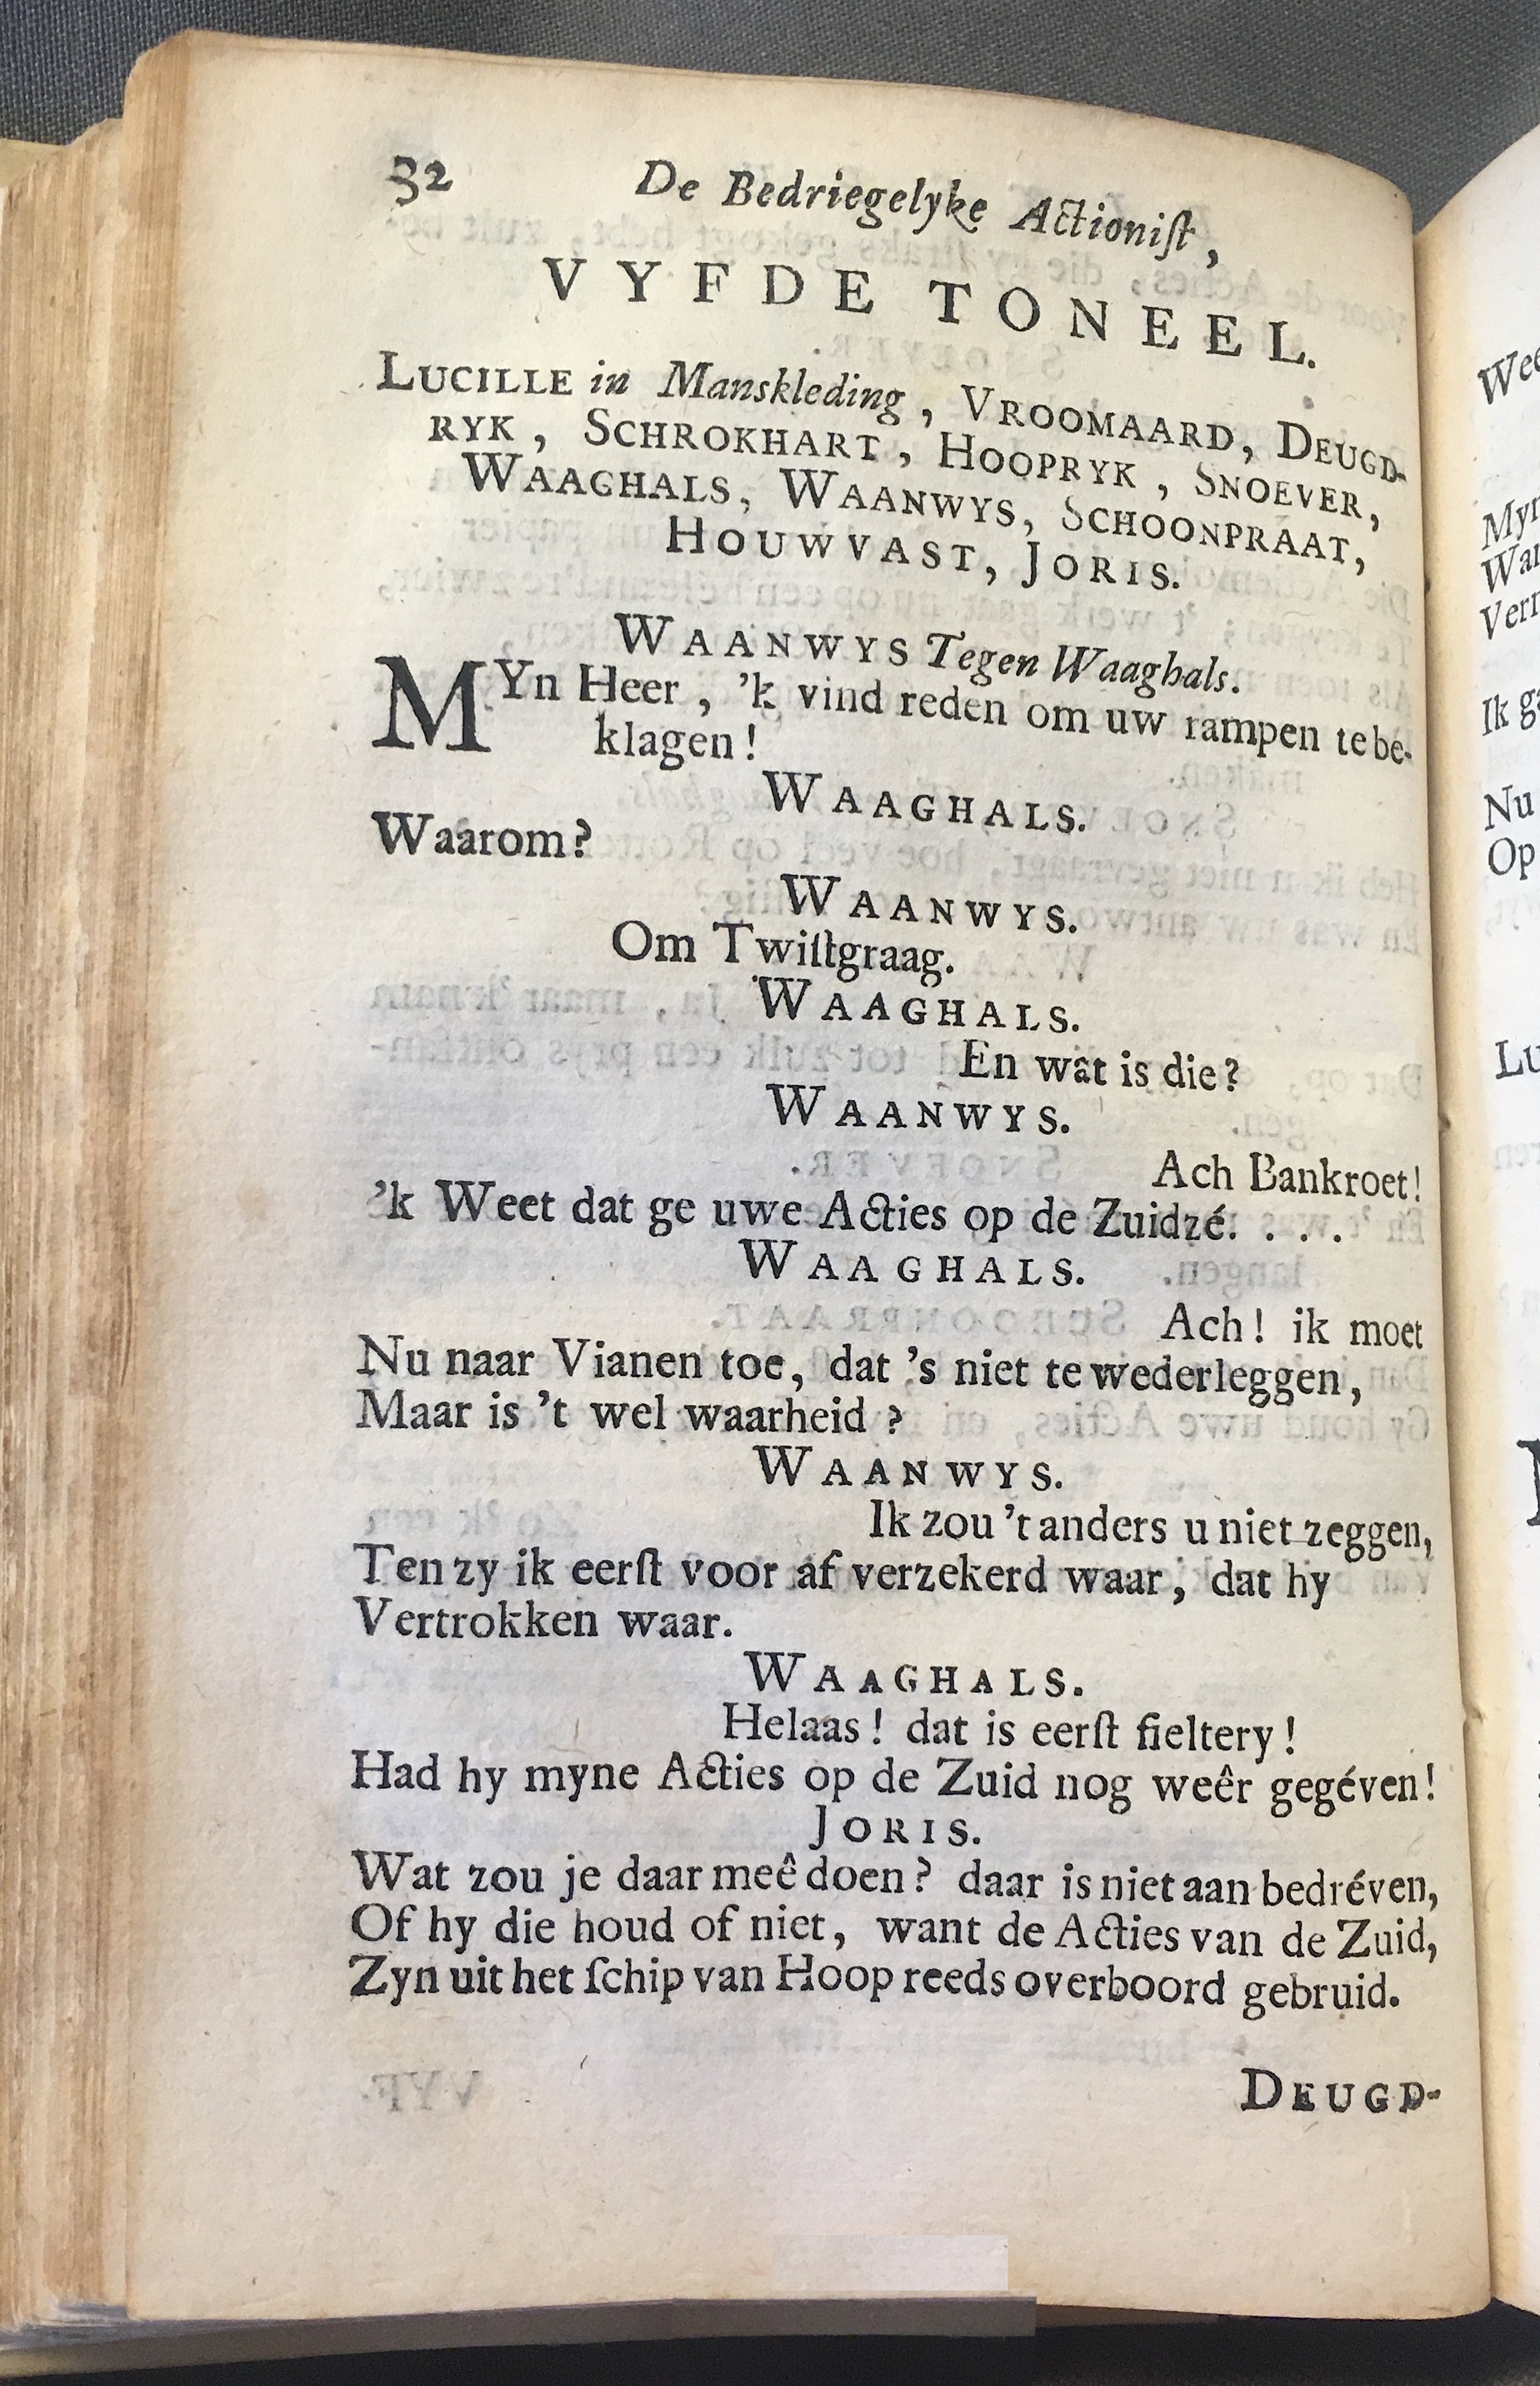 32 De Bedriegelyke Actioniſt,
VYFDE TONEEL.
LUCILLE in Manskleding, VROOMAARD, DEUGD-
RYK, SCHROKHART, HOOPRYK, SNOEVER,
WAAGHALS, WAANWYS, SCHOONPRAAT,
HOUWVAST, JORIS.
WAANWYS Tegen Waaghals.
MYn Heer, 'k vind reden om uw rampen te be-
klagen!
WAAGHALS.
Waarom?
WAANWYS.
Om Twiſtgraag.
WAAGHALS.
En wat is die?
WAANWYS.
Ach Bankroet!
'k Weet dat ge uwe Acties op de Zuidzé. . . .
WAAGHALS.
Ach! ik moet
Nu naar Vianen toe, dat 's niet te wederleggen,
Maar is 't wel waarheid?
WAANWYS.
Ik zou 't anders u niet zeggen,
Ten zy ik eerſt voor af verzekerd waar, dat hy
Vertrokken waar.
WAAGHALS.
Helaas! dat is eerſt fieltery!
Had hy myne Acties op de Zuid nog weêr gegéven!
JORIS.
Wat zou je daar meê doen? daar is niet aan bedréven,
Of hy die houd of niet, want de Acties van de Zuid,
Zyn uit het ſchip van Hoop reeds overboord gebruid.
DEUGD-
Nu
Op